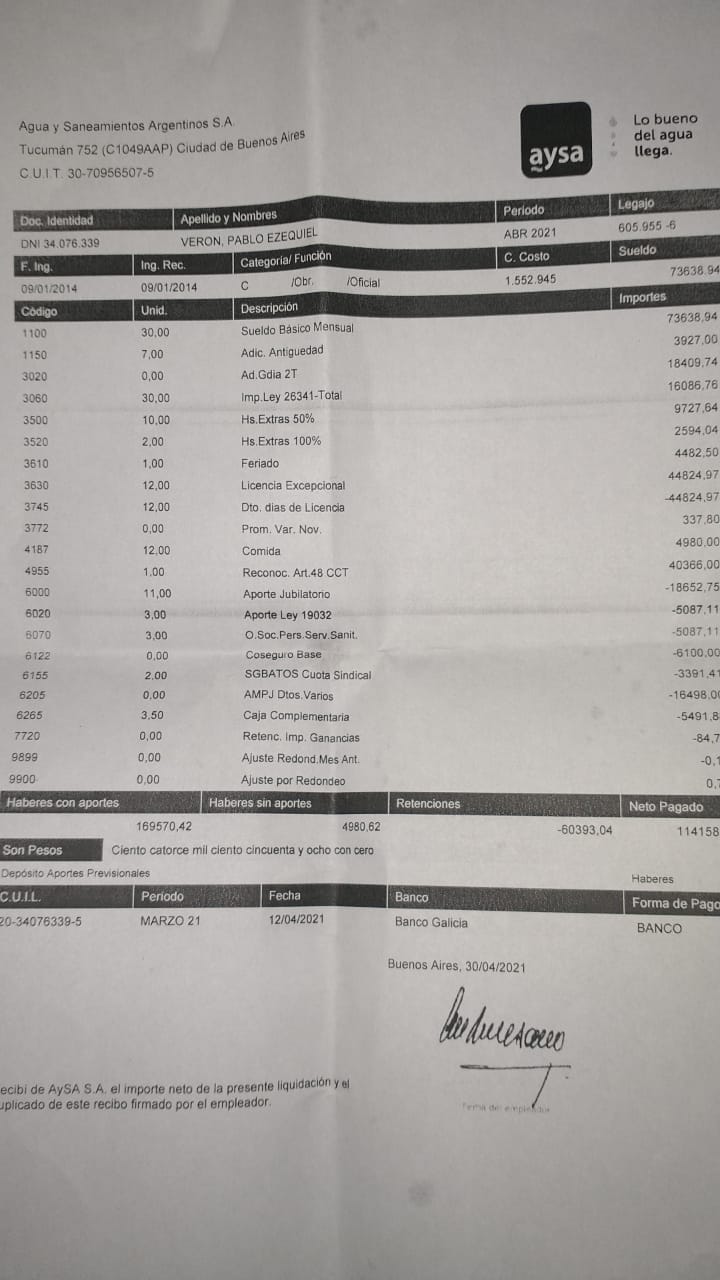 Agua y Saneamientos Argentinos S.A.
Tucumán 752 (C1049AAP) Ciudad de Buenos Aires
C.U.I.T. 30-70956507-5
aysa
Lo bueno
del agua
llega.
Doc. Identidad Apellido y Nombres Periodo Legajo
DNI 34.076.339 VERON, PABLO EZEQUIEL ABR 2021 605.955 -6
F. Ing. Ing. Rec. Categoria/ Función C. Costo Sueldo
09/01/2014 09/01/2014 C /Obr. /Oficial 1.552.945 73638.94
Código Unid. Descripción Importes
1100 30,00 Sueldo Básico Mensual 73638,94
1150 7,00 Adic. Antiguedad 3927,00
3020 0,00 Ad.Gdia 2T 18409,74
3060 30,00 Imp.Ley 26341-Total 16086,76
3500 10,00 Hs.Extras 50% 9727,64
3520 2,00 Hs.Extras 100% 2594,04
3610 1,00 Feriado 4482,50
3630 12,00 Licencia Excepcional 44824,97
3745 12,00 Dto. dias de Licencia -44824,97
3772 0,00 Prom. Var. Nov. 337,80
4187 12,00 Comida 4980,00
4955 1,00 Reconoc. Art.48 CCT 40366,00
6000 11,00 Aporte Jubilatorio -18652,75
6020 3,00 Aporte Ley 19032 -5087,11
6070 3,00 O.Soc.Pers.Serv.Sanit. -5087,11
6122 0,00 Coseguro Base -6100,00
6155 2,00 SGBATOS Cuota Sindical -3391,41
6205 0,00 AMPJ Dtos.Varios -16498,00
6265 3,50 Caja Complementaria -5491,8
7720 0,00 Retenc. Imp. Ganancias -84,7
9899 0,00 Ajuste Redond.Mes Ant. -0,1
9900 0,00 Ajuste por Redondeo 0,7
Haberes con aportes Haberes sin aportes Retenciones Neto Pagado
169570,42 4980,62 -60393,04 114158
Son Pesos Ciento catorce mil ciento cincuenta y ocho con cero
Depósito Aportes Previsionales Haberes
C.U.I.L. Período Fecha Banco Forma de Pago
20-34076339-5 MARZO 21 12/04/2021 Banco Galicia BANCO
Buenos Aires, 30/04/2021
ecibi de AySA S.A. el importe neto de la presente liquidación y el
uplicado de este recibo firmado por el empleador.
Firma del empleador